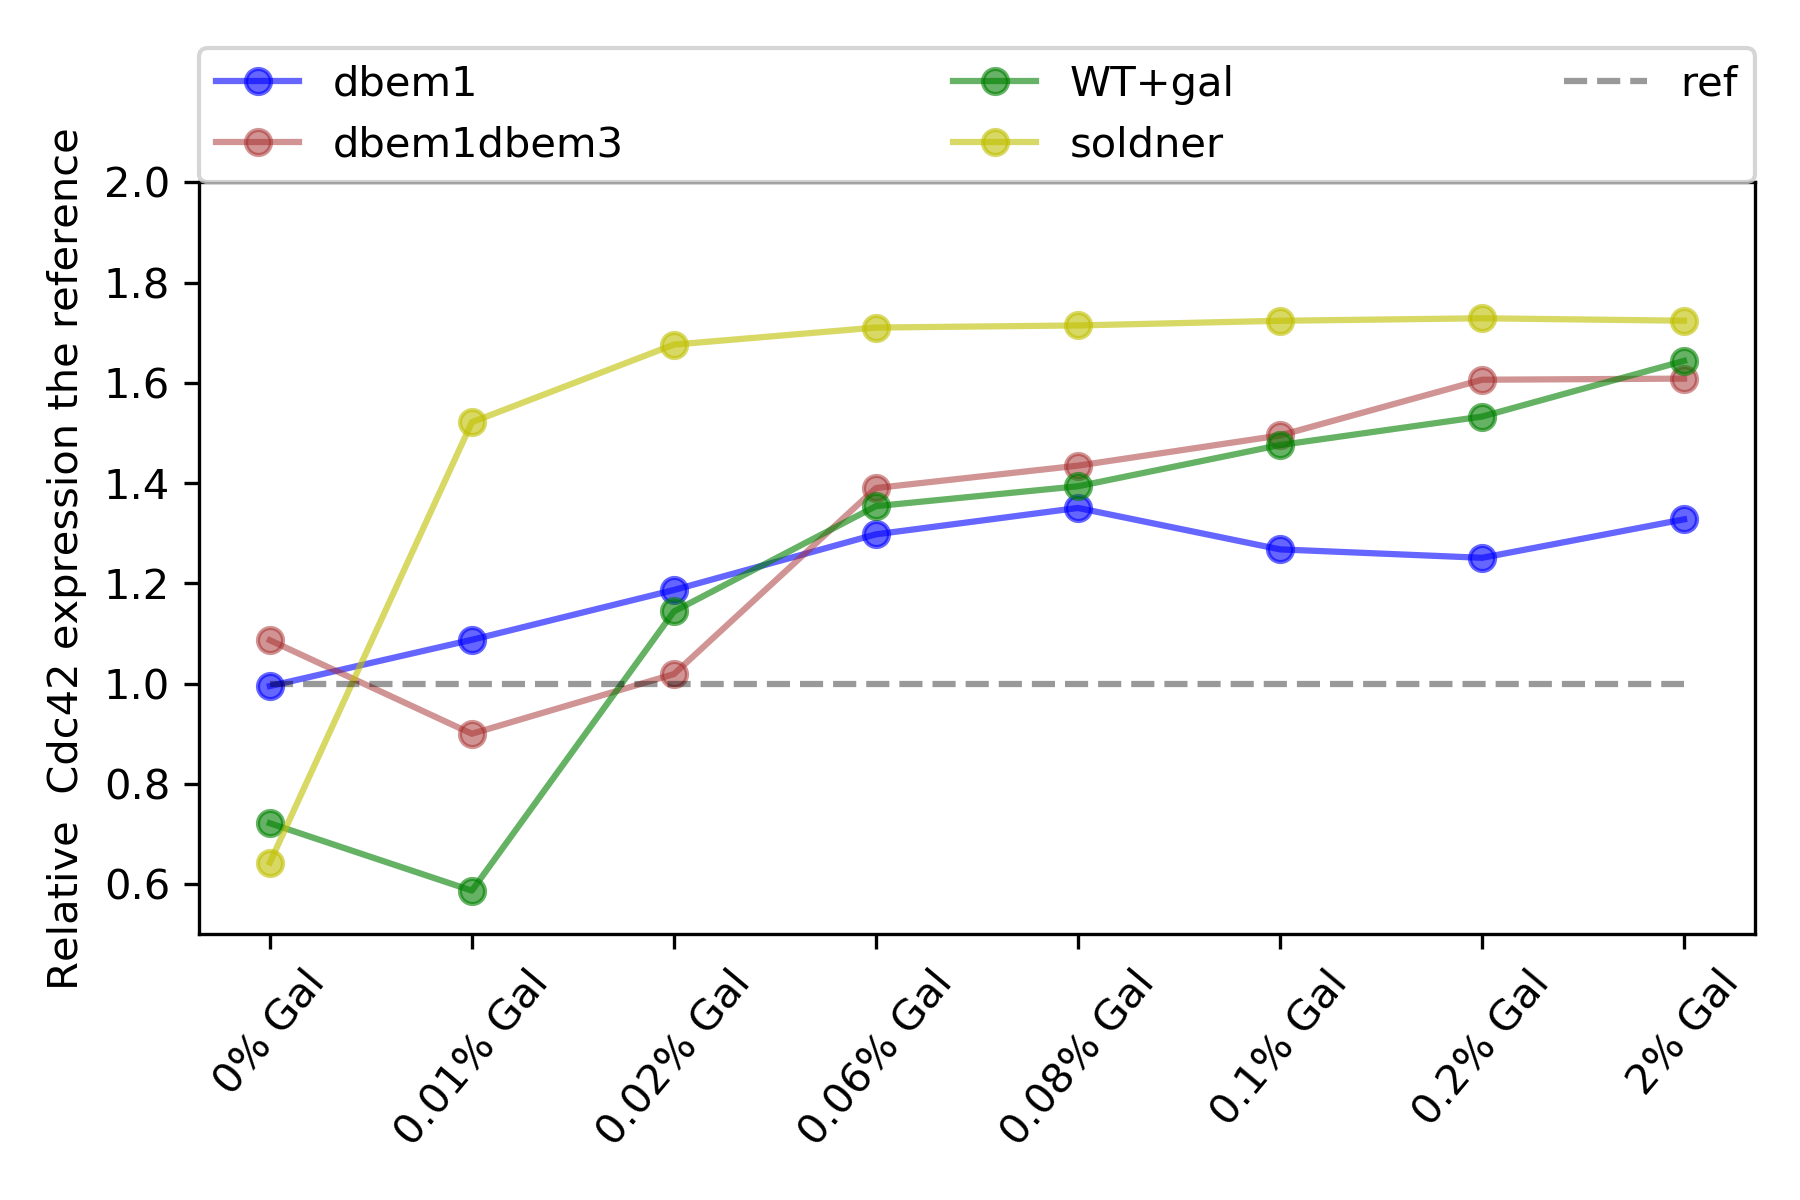 dbem1
dbem1dbem3
WT+gal
soldner
ref
Relative  Cdc42 expression the reference
2.0
1.8
1.6
1.4
1.2
1.0
0.8
0.6
0% Gal
0.01% Gal
0.02% Gal
0.06% Gal
0.08% Gal
0.1% Gal
0.2% Gal
2% Gal